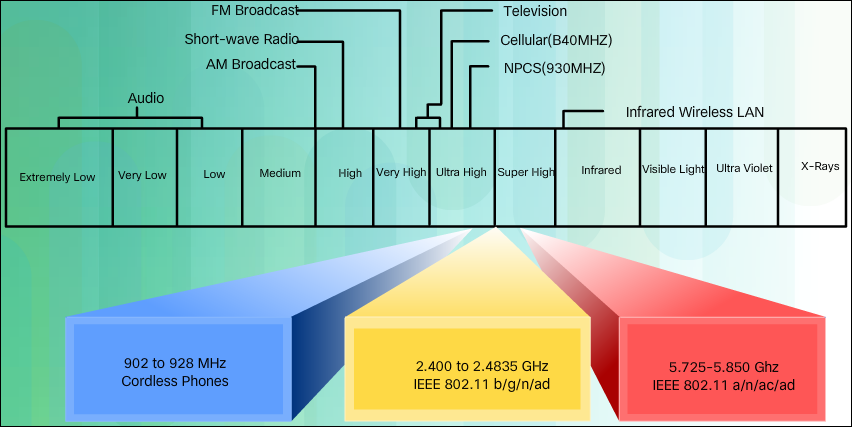 FM Broadcast
Television
Short-wave Radio
Cellular(B40MHZ)
AM Broadcast
NPCS(930MHZ)
Audio
Infrared Wireless LAN
Extremely Low
Very Low
Low
Medium
High
Very High
Ultra High
Super High
Infrared
Visible Light
Ultra Violet
X-Rays
902 to 928 MHz
Cordless Phones
2.400 to 2.4835 GHz
IEEE 802.11 b/g/n/ad
5.725-5.850 Ghz
IEEE 802.11 a/n/ac/ad